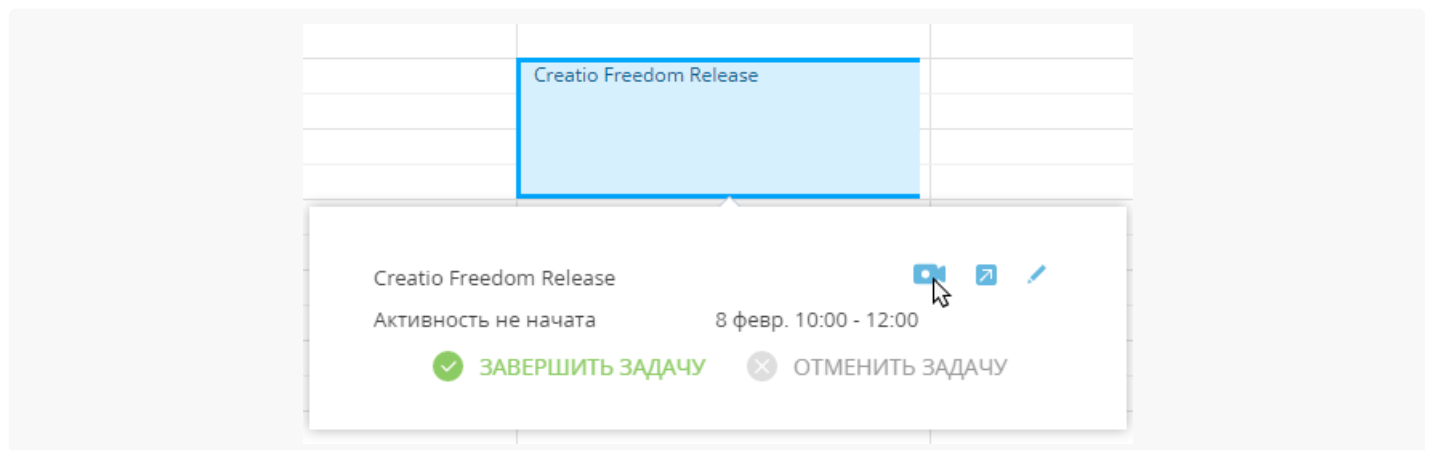 Creatio Freedom Release
Creatio Freedom Release
Активность не начата 8 февр. 10:00 - 12:00
ЗАВЕРШИТЬ ЗАДАЧУ ОТМЕНИТЬ ЗАДАЧУ